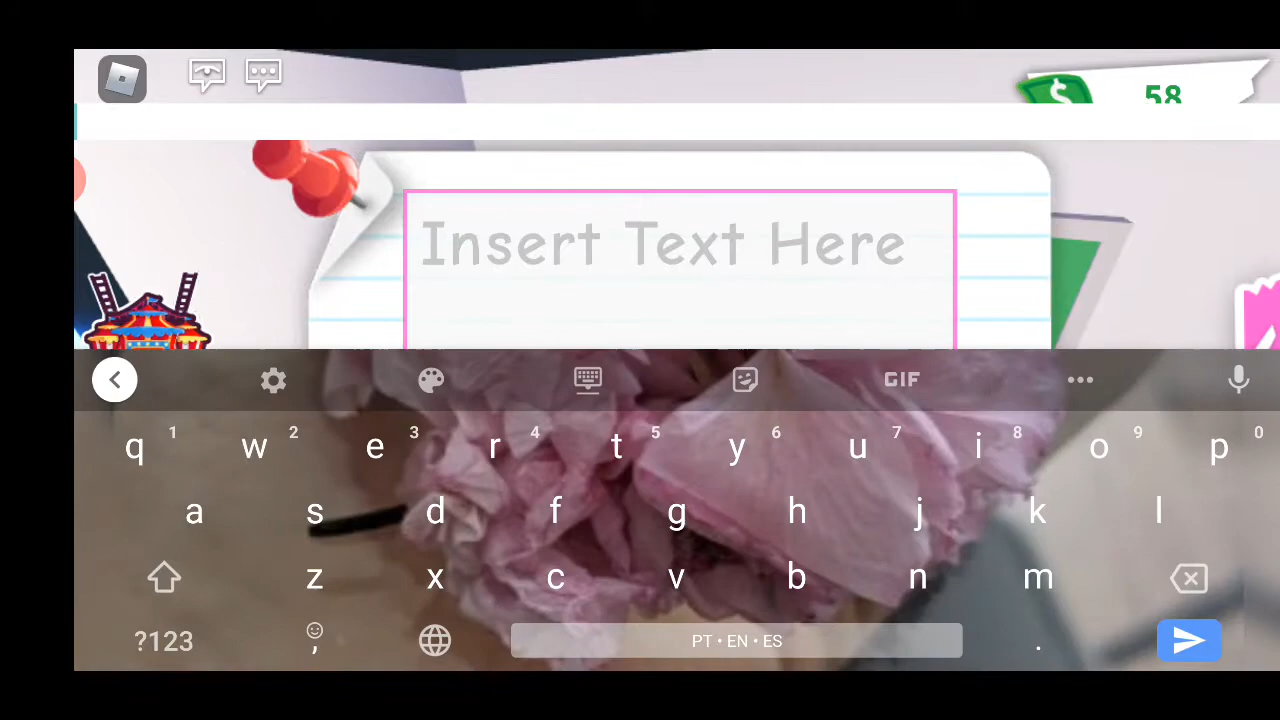 58
Insert Text Here
GIF
q 1 w 2 e 3 r 4 t 5 y 6 u 7 i 8 o 9 p 0
a s d f g h j k l
z x c v b n m
?123 , PT • EN • ES .